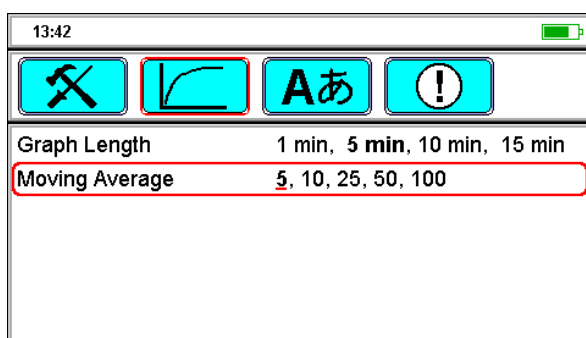 13:42
Aあ
!
Graph Length 1 min, 5 min, 10 min, 15 min
Moving Average 5, 10, 25, 50, 100